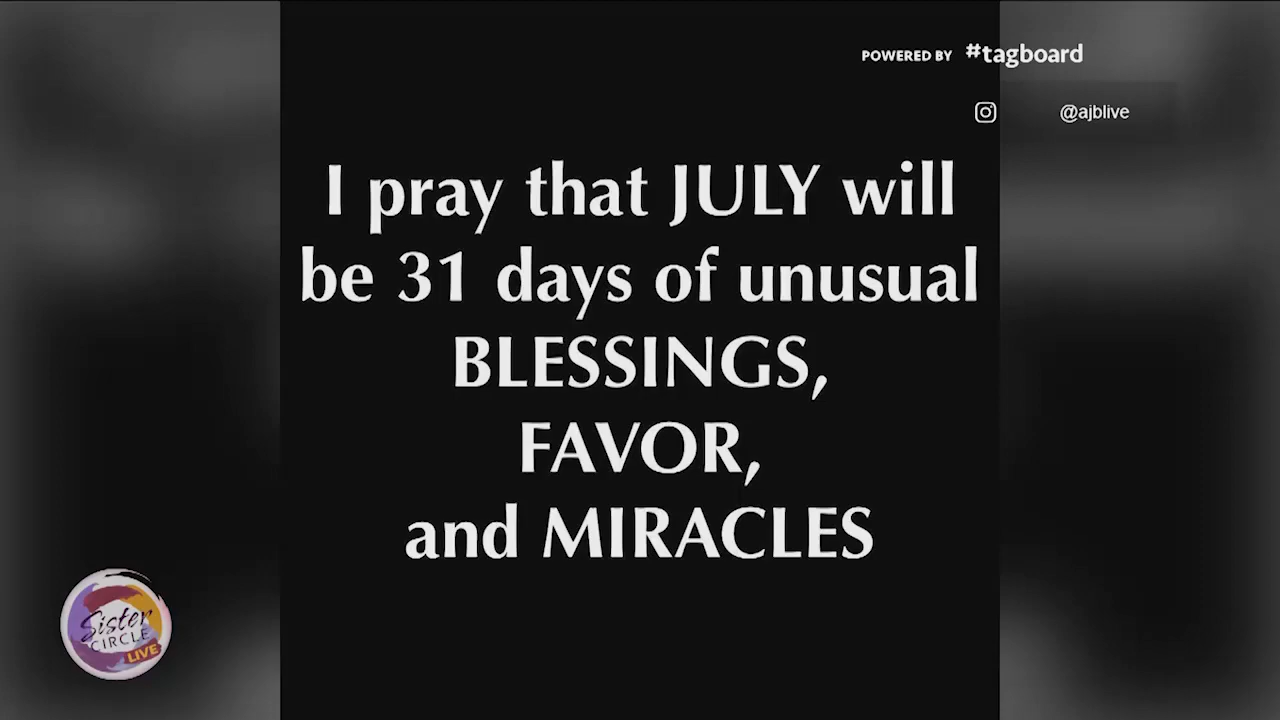 POWERED BY #tagboard
@ajblive
I pray that JULY will
be 31 days of unusual
BLESSINGS,
FAVOR,
and MIRACLES
Sister
CIRCLE
LIVE